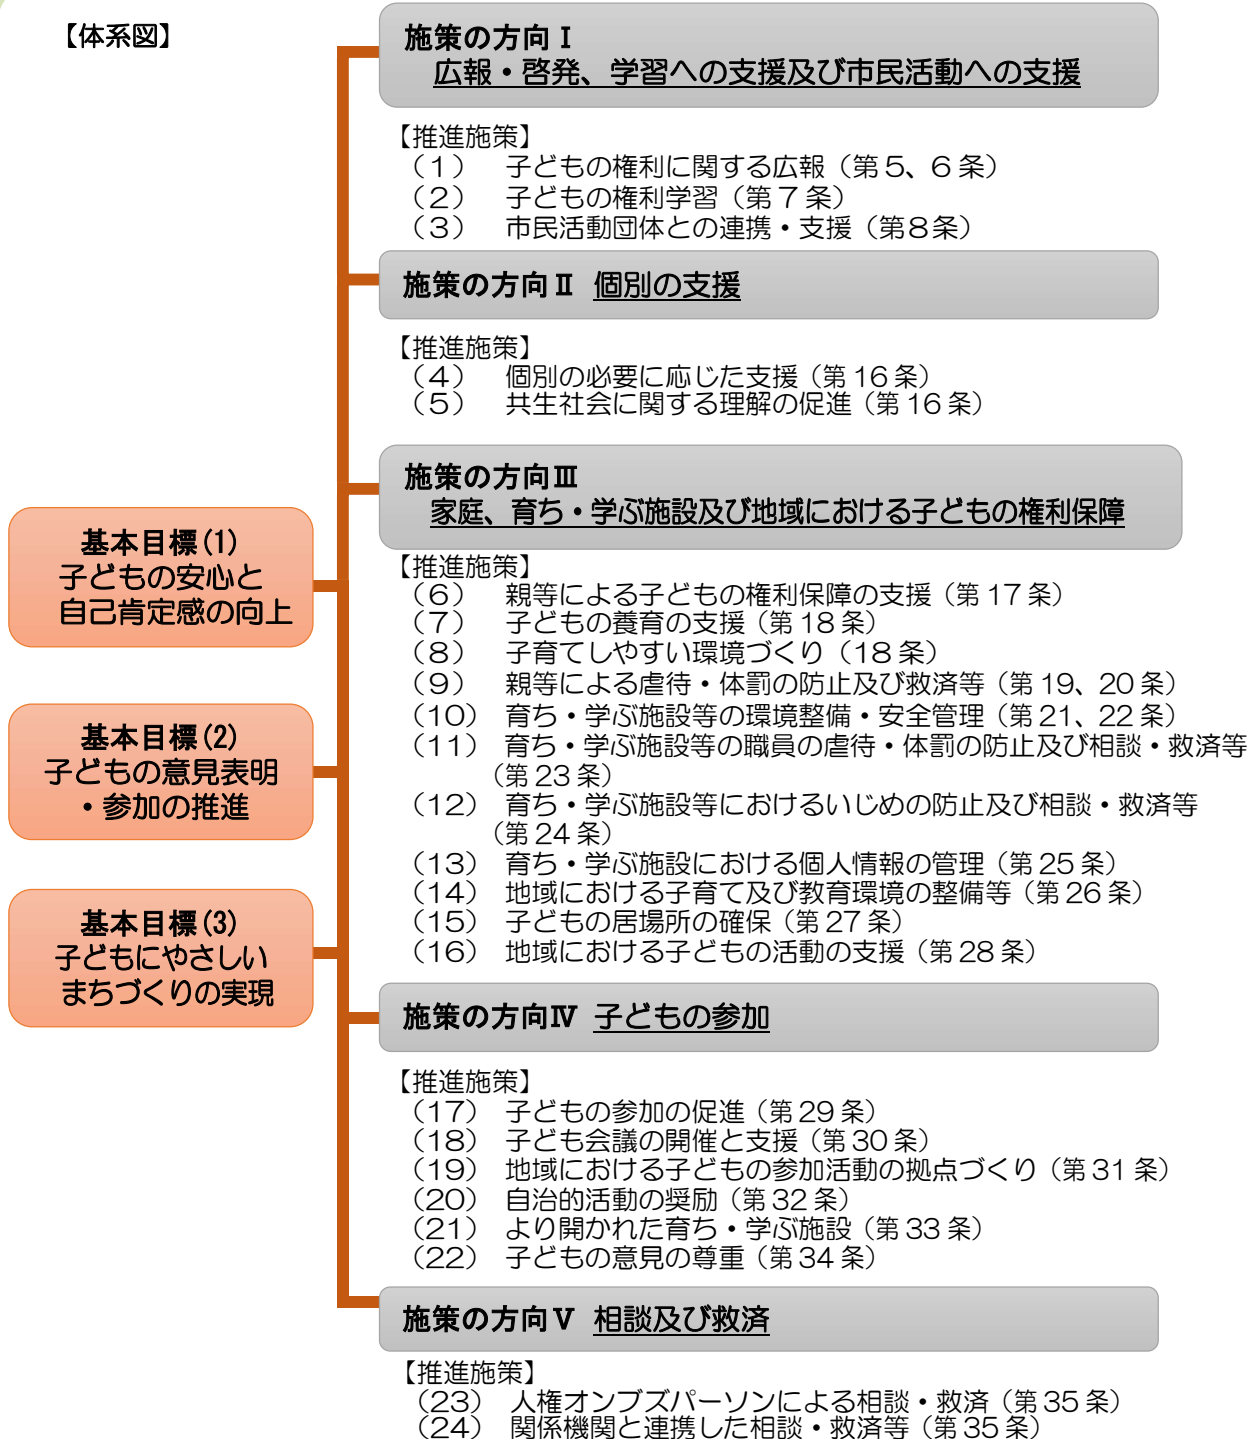 【体系図】
施策の方向Ⅰ
広報・啓発、学習への支援及び市民活動への支援
【推進施策】
（１） 子どもの権利に関する広報（第５、６条）
（２） 子どもの権利学習（第７条）
（３） 市民活動団体との連携・支援（第８条）
施策の方向Ⅱ 個別の支援
【推進施策】
（４） 個別の必要に応じた支援（第16条）
（５） 共生社会に関する理解の促進（第16条）
施策の方向Ⅲ
家庭、育ち・学ぶ施設及び地域における子どもの権利保障
【推進施策】
（６） 親等による子どもの権利保障の支援（第17条）
（７） 子どもの養育の支援（第18条）
（８） 子育てしやすい環境づくり（18条）
（９） 親等による虐待・体罰の防止及び救済等（第19、20条）
（10） 育ち・学ぶ施設等の環境整備・安全管理（第21、22条）
（11） 育ち・学ぶ施設等の職員の虐待・体罰の防止及び相談・救済等
（第23条）
（12） 育ち・学ぶ施設等におけるいじめの防止及び相談・救済等
（第24条）
（13） 育ち・学ぶ施設における個人情報の管理（第25条）
（14） 地域における子育て及び教育環境の整備等（第26条）
（15） 子どもの居場所の確保（第27条）
（16） 地域における子どもの活動の支援（第28条）
施策の方向Ⅳ 子どもの参加
【推進施策】
（17） 子どもの参加の促進（第29条）
（18） 子ども会議の開催と支援（第30条）
（19） 地域における子どもの参加活動の拠点づくり（第31条）
（20） 自治的活動の奨励（第32条）
（21） より開かれた育ち・学ぶ施設（第33条）
（22） 子どもの意見の尊重（第34条）
施策の方向Ⅴ 相談及び救済
【推進施策】
（23） 人権オンブズパーソンによる相談・救済（第35条）
（24） 関係機関と連携した相談・救済等（第35条）
基本目標(1)
子どもの安心と
自己肯定感の向上
基本目標(2)
子どもの意見表明
・参加の推進
基本目標(3)
子どもにやさしい
まちづくりの実現